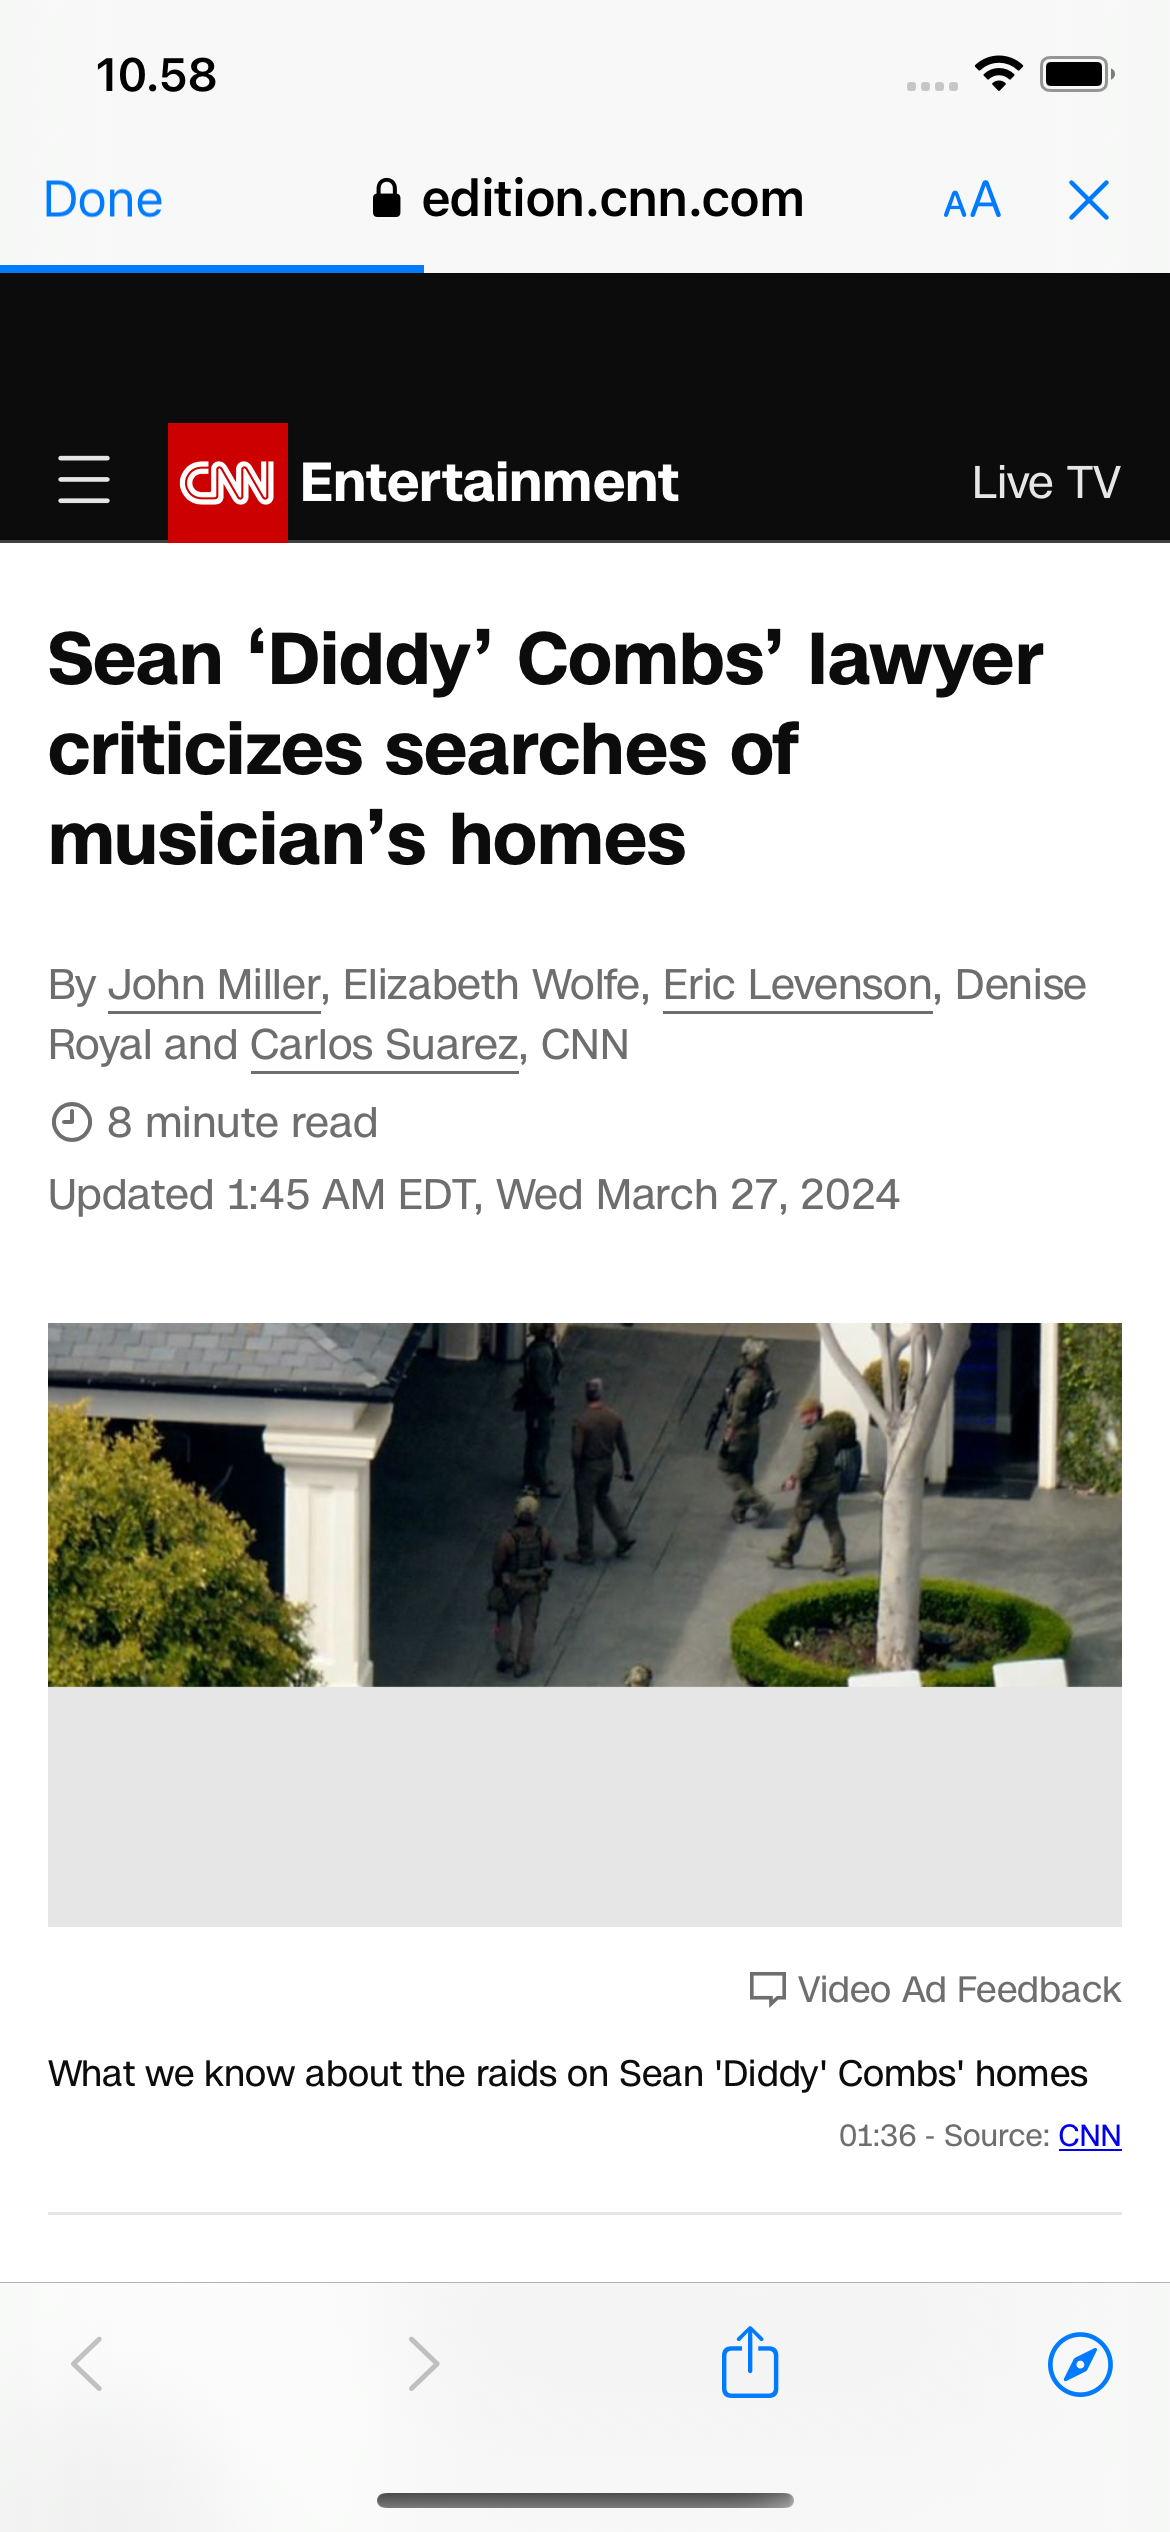 10.58
Done
edition.cnn.com
AA
CNN Entertainment
Live TV
Sean ‘Diddy’ Combs’ lawyer
criticizes searches of
musician’s homes
By John Miller, Elizabeth Wolfe, Eric Levenson, Denise
Royal and Carlos Suarez, CNN
8 minute read
Updated 1:45 AM EDT, Wed March 27, 2024
Video Ad Feedback
What we know about the raids on Sean 'Diddy' Combs' homes
01:36 - Source: CNN